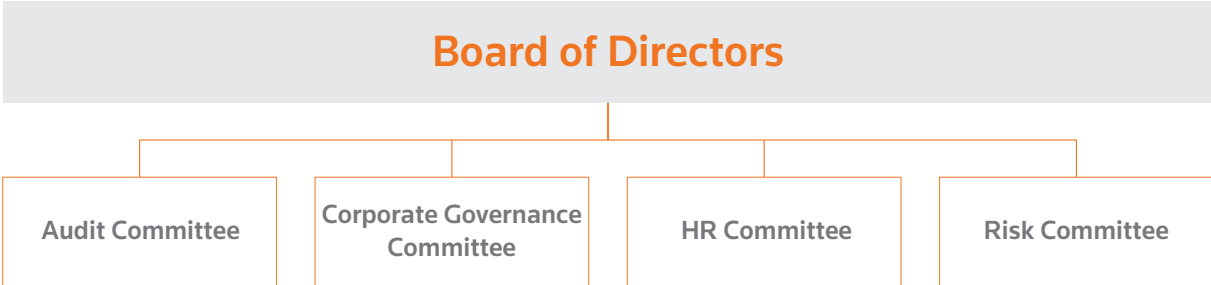 Board of Directors
Audit Committee
Corporate Governance
Committee
HR Committee
Risk Committee